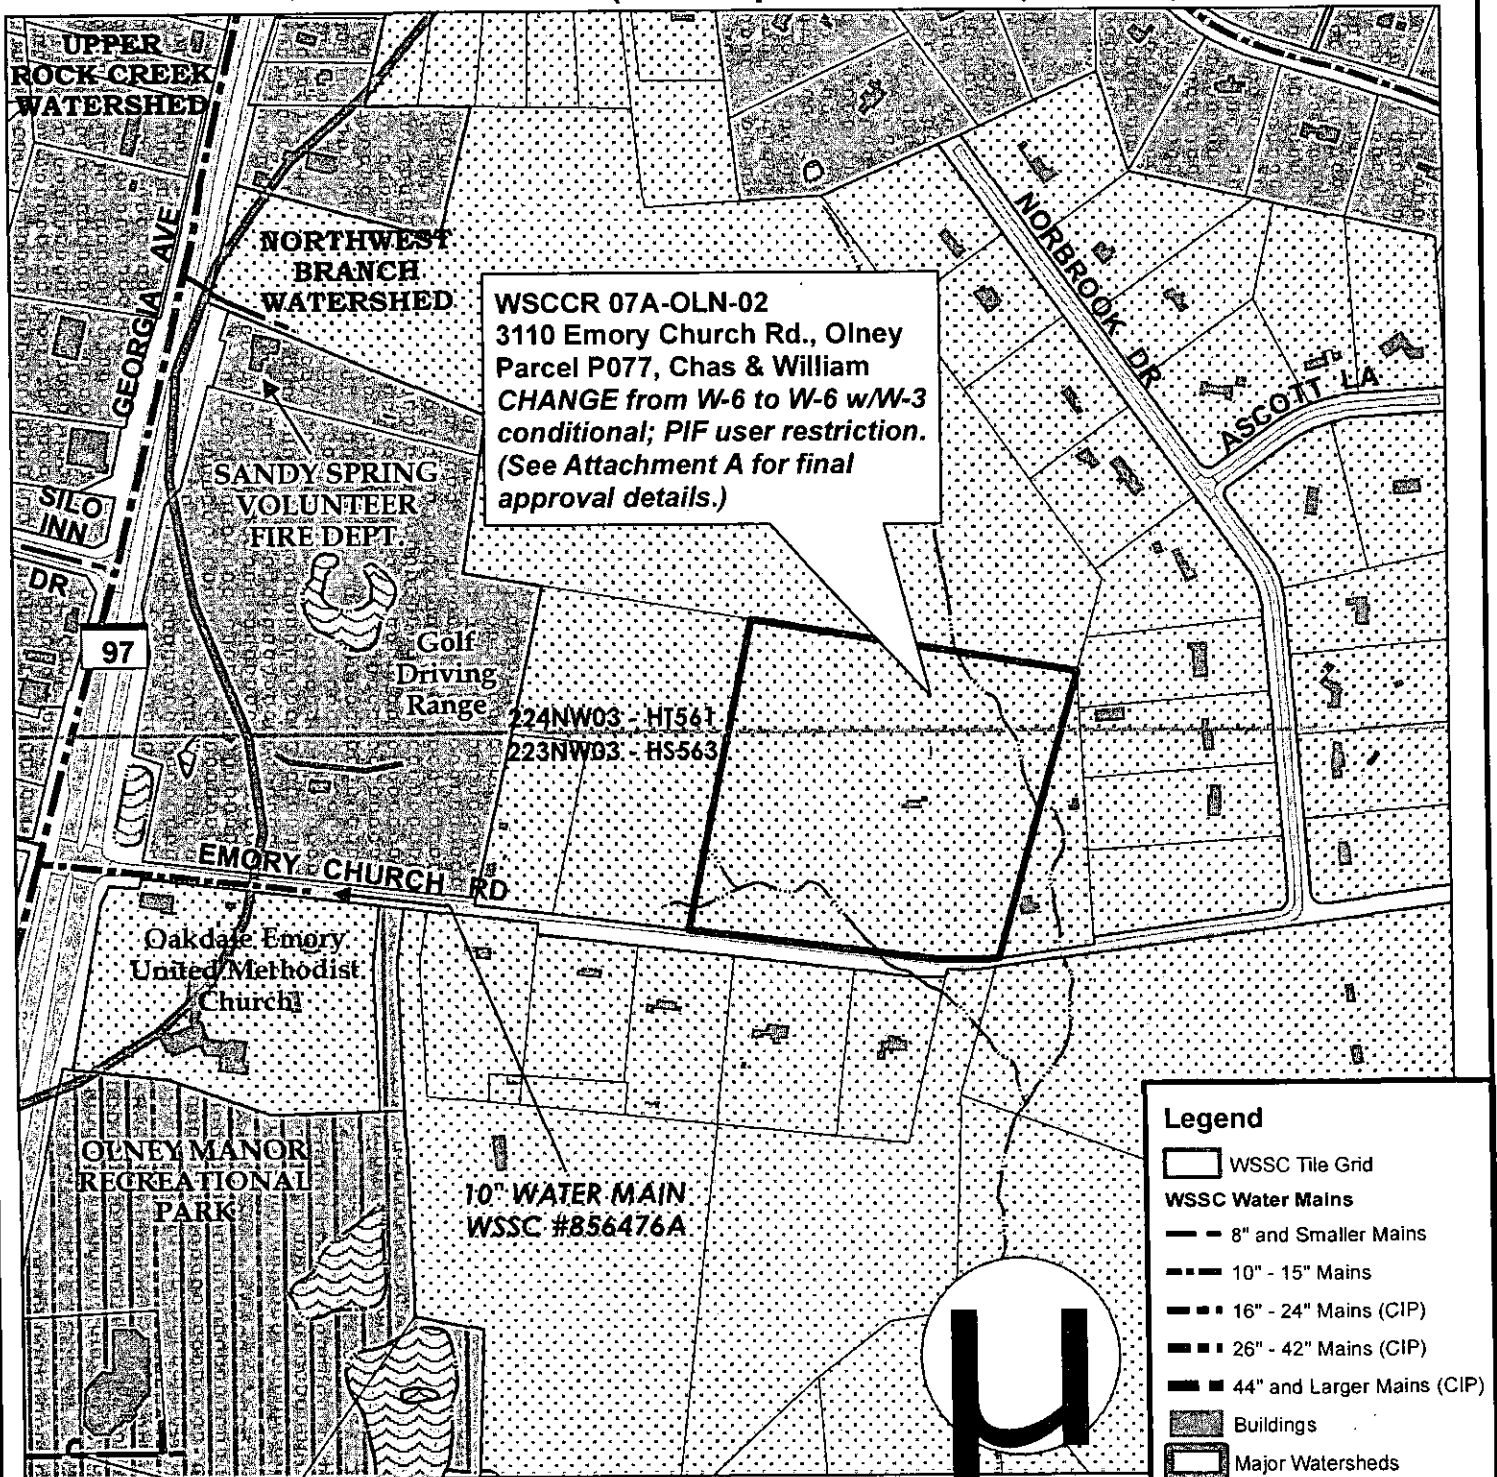 UPPER
ROCK CREEK
WATERSHED
GEORGIA AVE
NORTHWEST
BRANCH
WATERSHED
NORBROOK DR
ASCOTT LA
WSCCR 07A-OLN-02
3110 Emory Church Rd., Olney
Parcel P077, Chas & William
CHANGE from W-6 to W-6 w/W-3
conditional; PIF user restriction.
(See Attachment A for final
approval details.)
SANDY SPRING
VOLUNTEER
FIRE DEPT.
SILO
INN
DR
97
Golf
Driving
Range
224NW03 - HT561
223NW03 - HS563
EMORY CHURCH RD
Oakdale Emory
United Methodist
Church
OLNEY MANOR
RECREATIONAL
PARK
10" WATER MAIN
WSSC #856476A
µ
Legend
WSSC Tile Grid
WSSC Water Mains
8" and Smaller Mains
10" - 15" Mains
16" - 24" Mains (CIP)
26" - 42" Mains (CIP)
44" and Larger Mains (CIP)
Buildings
Major Watersheds